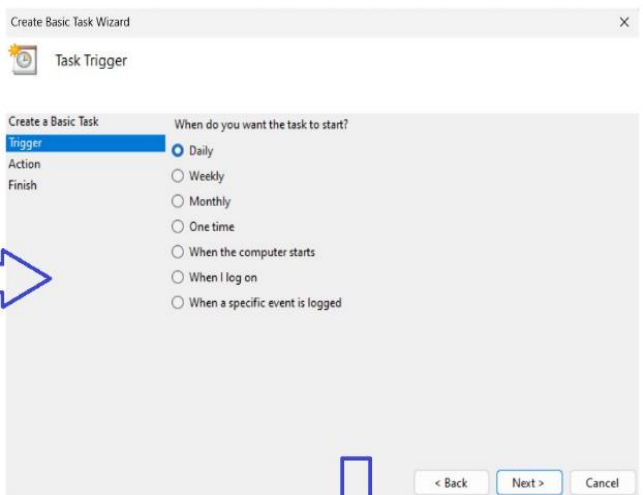 Create Basic Task Wizard
Task Trigger
Create a Basic Task
Trigger
Action
Finish
When do you want the task to start?
Daily
Weekly
Monthly
One time
When the computer starts
When I log on
When a specific event is logged
< Back Next > Cancel